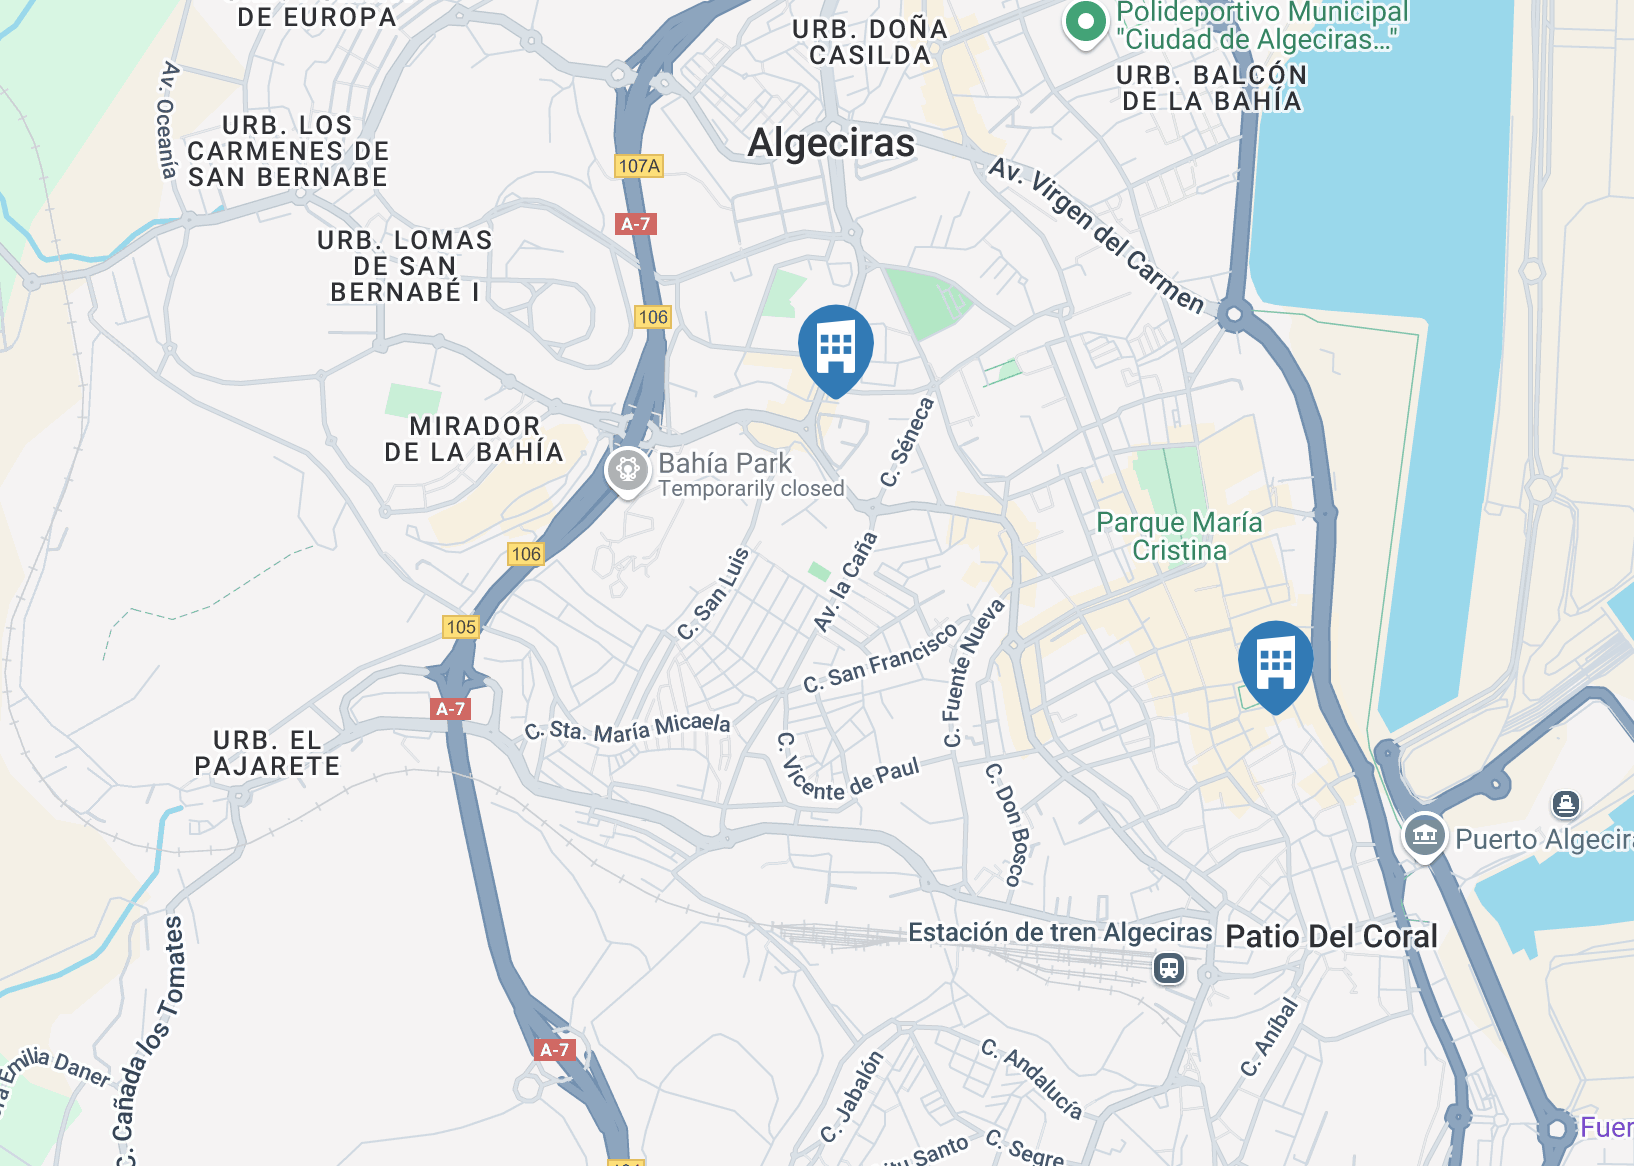 DE EUROPA
URB. DOÑA
CASILDA
Polideportivo Municipal
"Ciudad de Algeciras..."
URB. BALCÓN
DE LA BAHÍA
Av. Oceanía
URB. LOS
CARMENES DE
SAN BERNABE
Algeciras
107A
Av. Virgen del Carmen
A-7
URB. LOMAS
DE SAN
BERNABÉ I
106
MIRADOR
DE LA BAHÍA
C. Séneca
Bahía Park
Temporarily closed
Parque María
Cristina
106
C. San Luis
Av. la Caña
105
C. San Francisco
C. Fuente Nueva
A-7
C. Sta. María Micaela
URB. EL
PAJARETE
C. Vicente de Paul
C. Don Bosco
Puerto Algecir
Estación de tren Algeciras
Patio Del Coral
C. Cañada los Tomates
C. Aníbal
A-7
Emilia Daner
C. Jabalón
C. Andalucía
Fuer
C. Segre
Santo